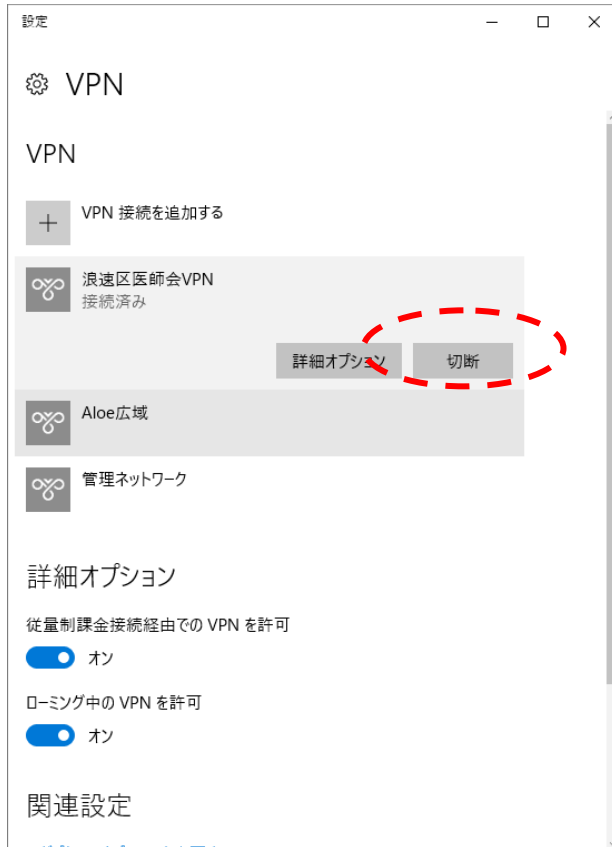 設定
VPN
VPN
VPN 接続を追加する
浪速区医師会VPN
接続済み
詳細オプション 切断
Aloe広域
管理ネットワーク
詳細オプション
従量制課金接続経由での VPN を許可
オン
ローミング中の VPN を許可
オン
関連設定